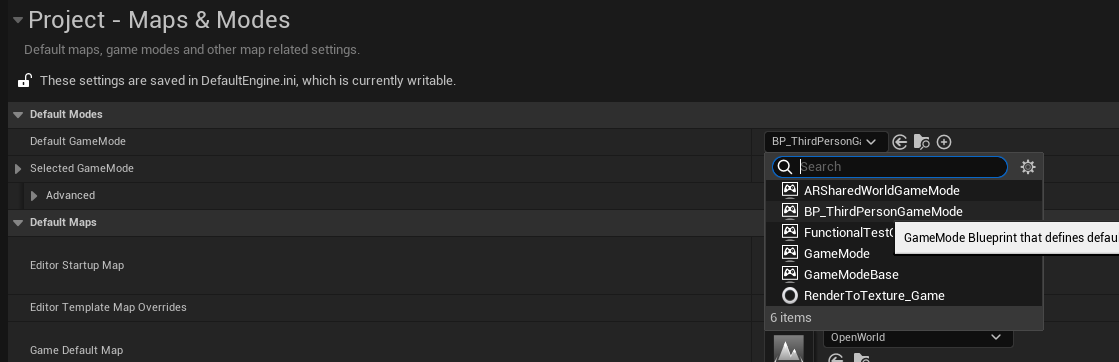 Project - Maps & Modes
Default maps, game modes and other map related settings.
These settings are saved in DefaultEngine.ini, which is currently writable.
Default Modes
Default GameMode
BP_ThirdPersonGa
Selected GameMode
Search
Advanced
ARSharedWorldGameMode
Default Maps
BP_ThirdPersonGameMode
FunctionalTestG
GameMode Blueprint that defines defau
Editor Startup Map
GameMode
GameModeBase
Editor Template Map Overrides
RenderToTexture_Game
6 items
Game Default Map
OpenWorld